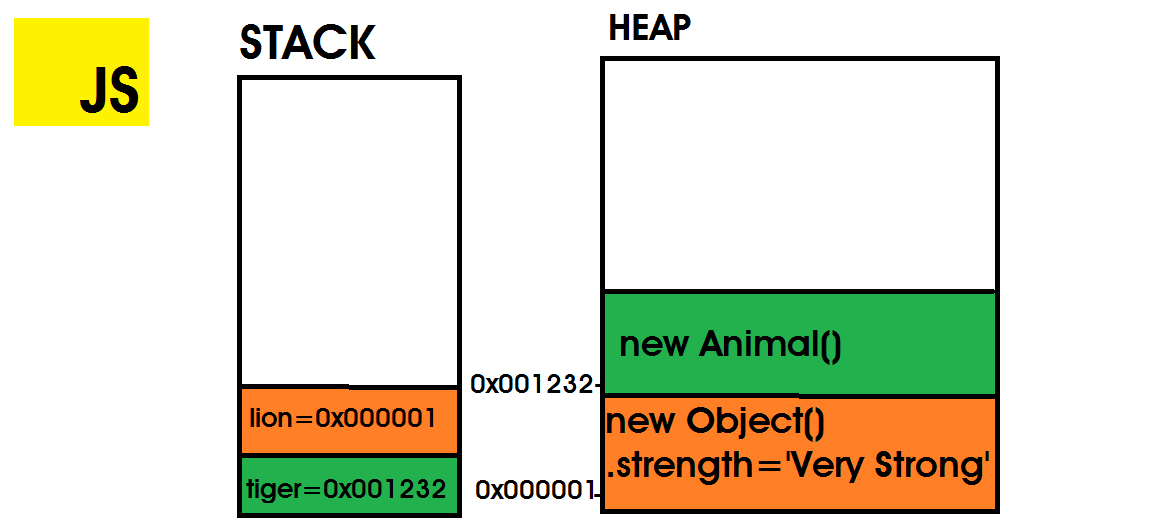 JS
STACK
HEAP
new Animal()
0x001232
lion=0x000001
new Object()
.strength='Very Strong'
tiger=0x001232
0x000001